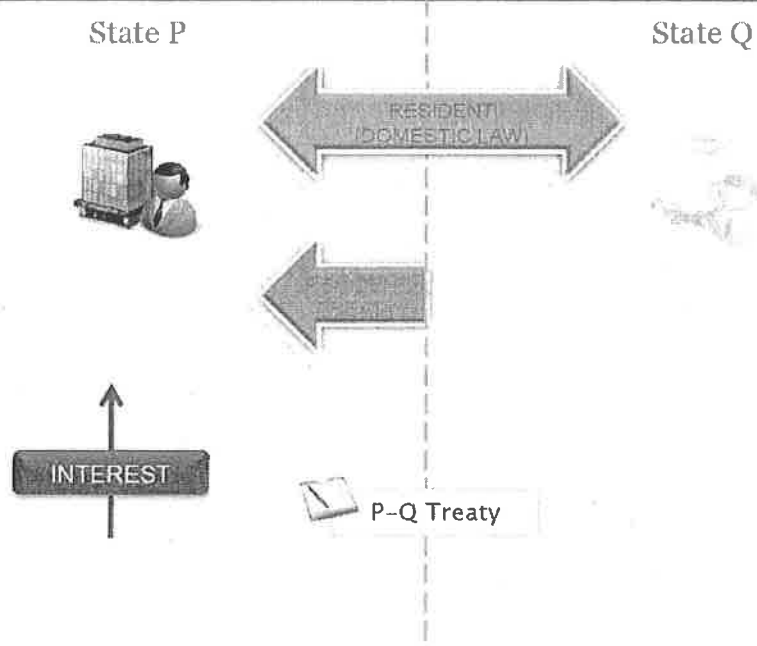 State P
State Q
RESIDENT
(DOMESTIC LAW)
INTEREST
P-Q Treaty